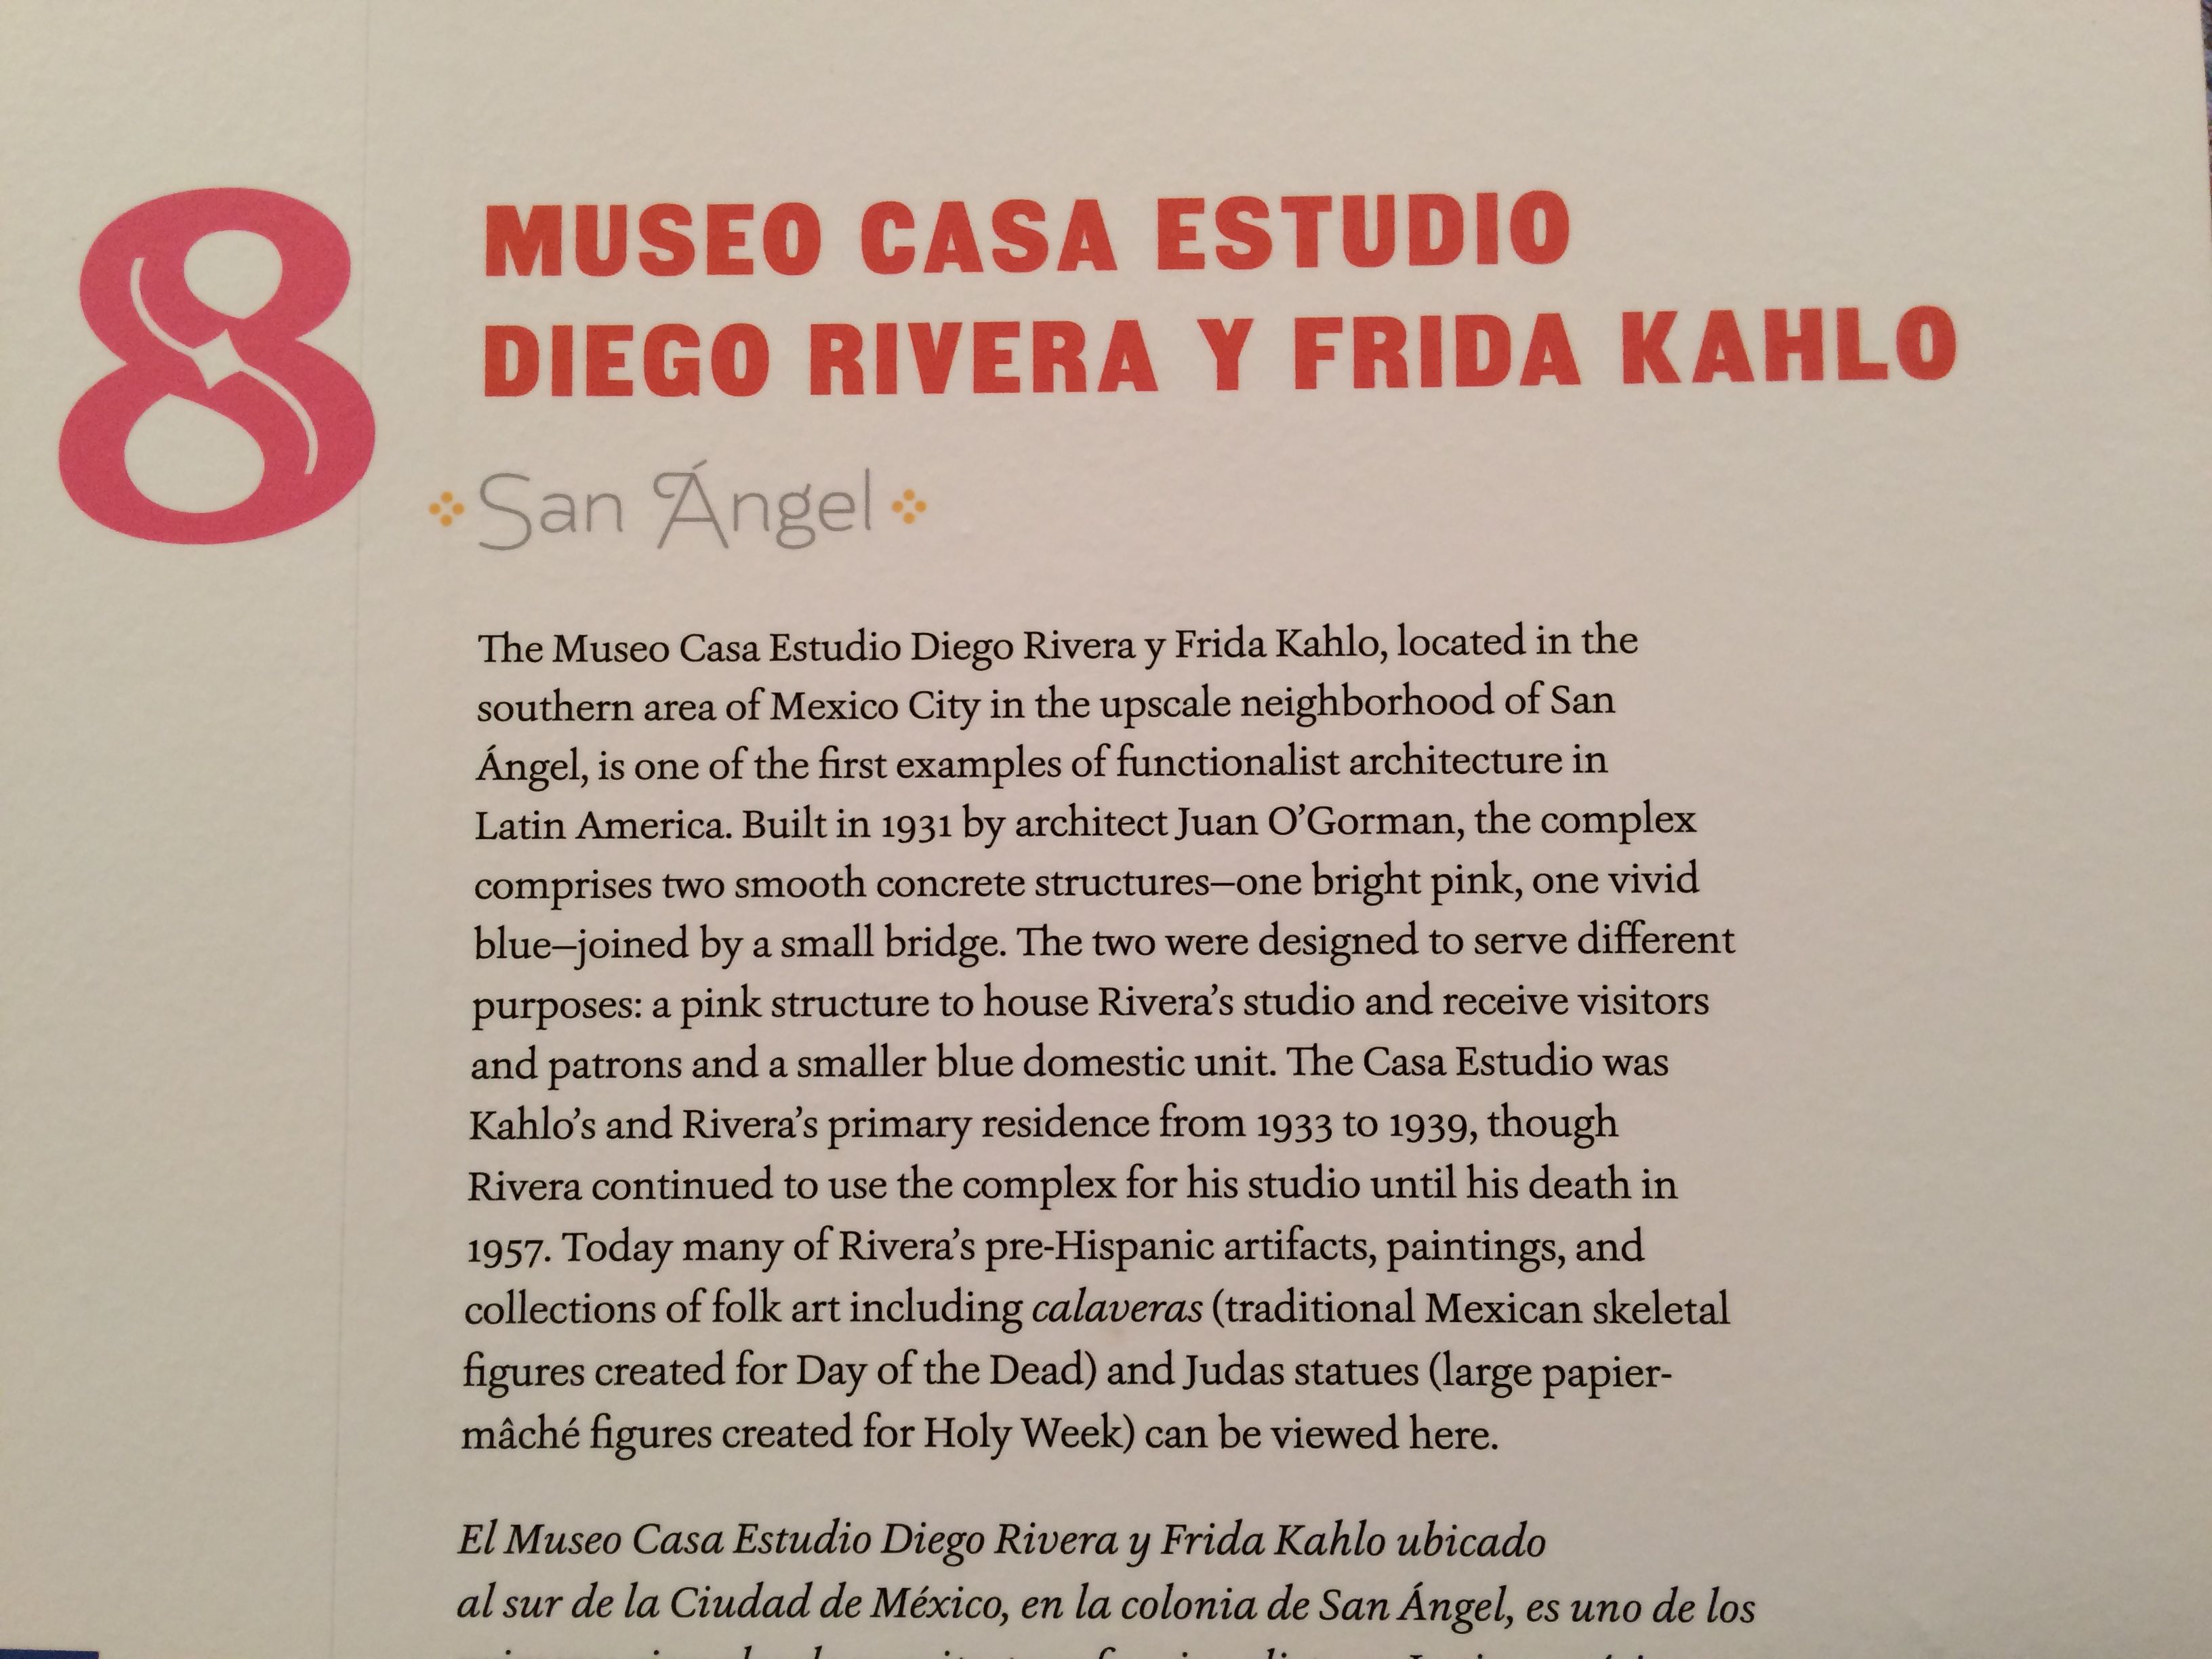 8
MUSEO CASA ESTUDIO
DIEGO RIVERA Y FRIDA KAHLO
San Ángel
The Museo Casa Estudio Diego Rivera y Frida Kahlo, located in the
southern area of Mexico City in the upscale neighborhood of San
Ángel, is one of the first examples of functionalist architecture in
Latin America. Built in 1931 by architect Juan O’Gorman, the complex
comprises two smooth concrete structures—one bright pink, one vivid
blue—joined by a small bridge. The two were designed to serve different
purposes: a pink structure to house Rivera’s studio and receive visitors
and patrons and a smaller blue domestic unit. The Casa Estudio was
Kahlo’s and Rivera’s primary residence from 1933 to 1939, though
Rivera continued to use the complex for his studio until his death in
1957. Today many of Rivera’s pre-Hispanic artifacts, paintings, and
collections of folk art including calaveras (traditional Mexican skeletal
figures created for Day of the Dead) and Judas statues (large papier-
mâché figures created for Holy Week) can be viewed here.
El Museo Casa Estudio Diego Rivera y Frida Kahlo ubicado
al sur de la Ciudad de México, en la colonia de San Ángel, es uno de los